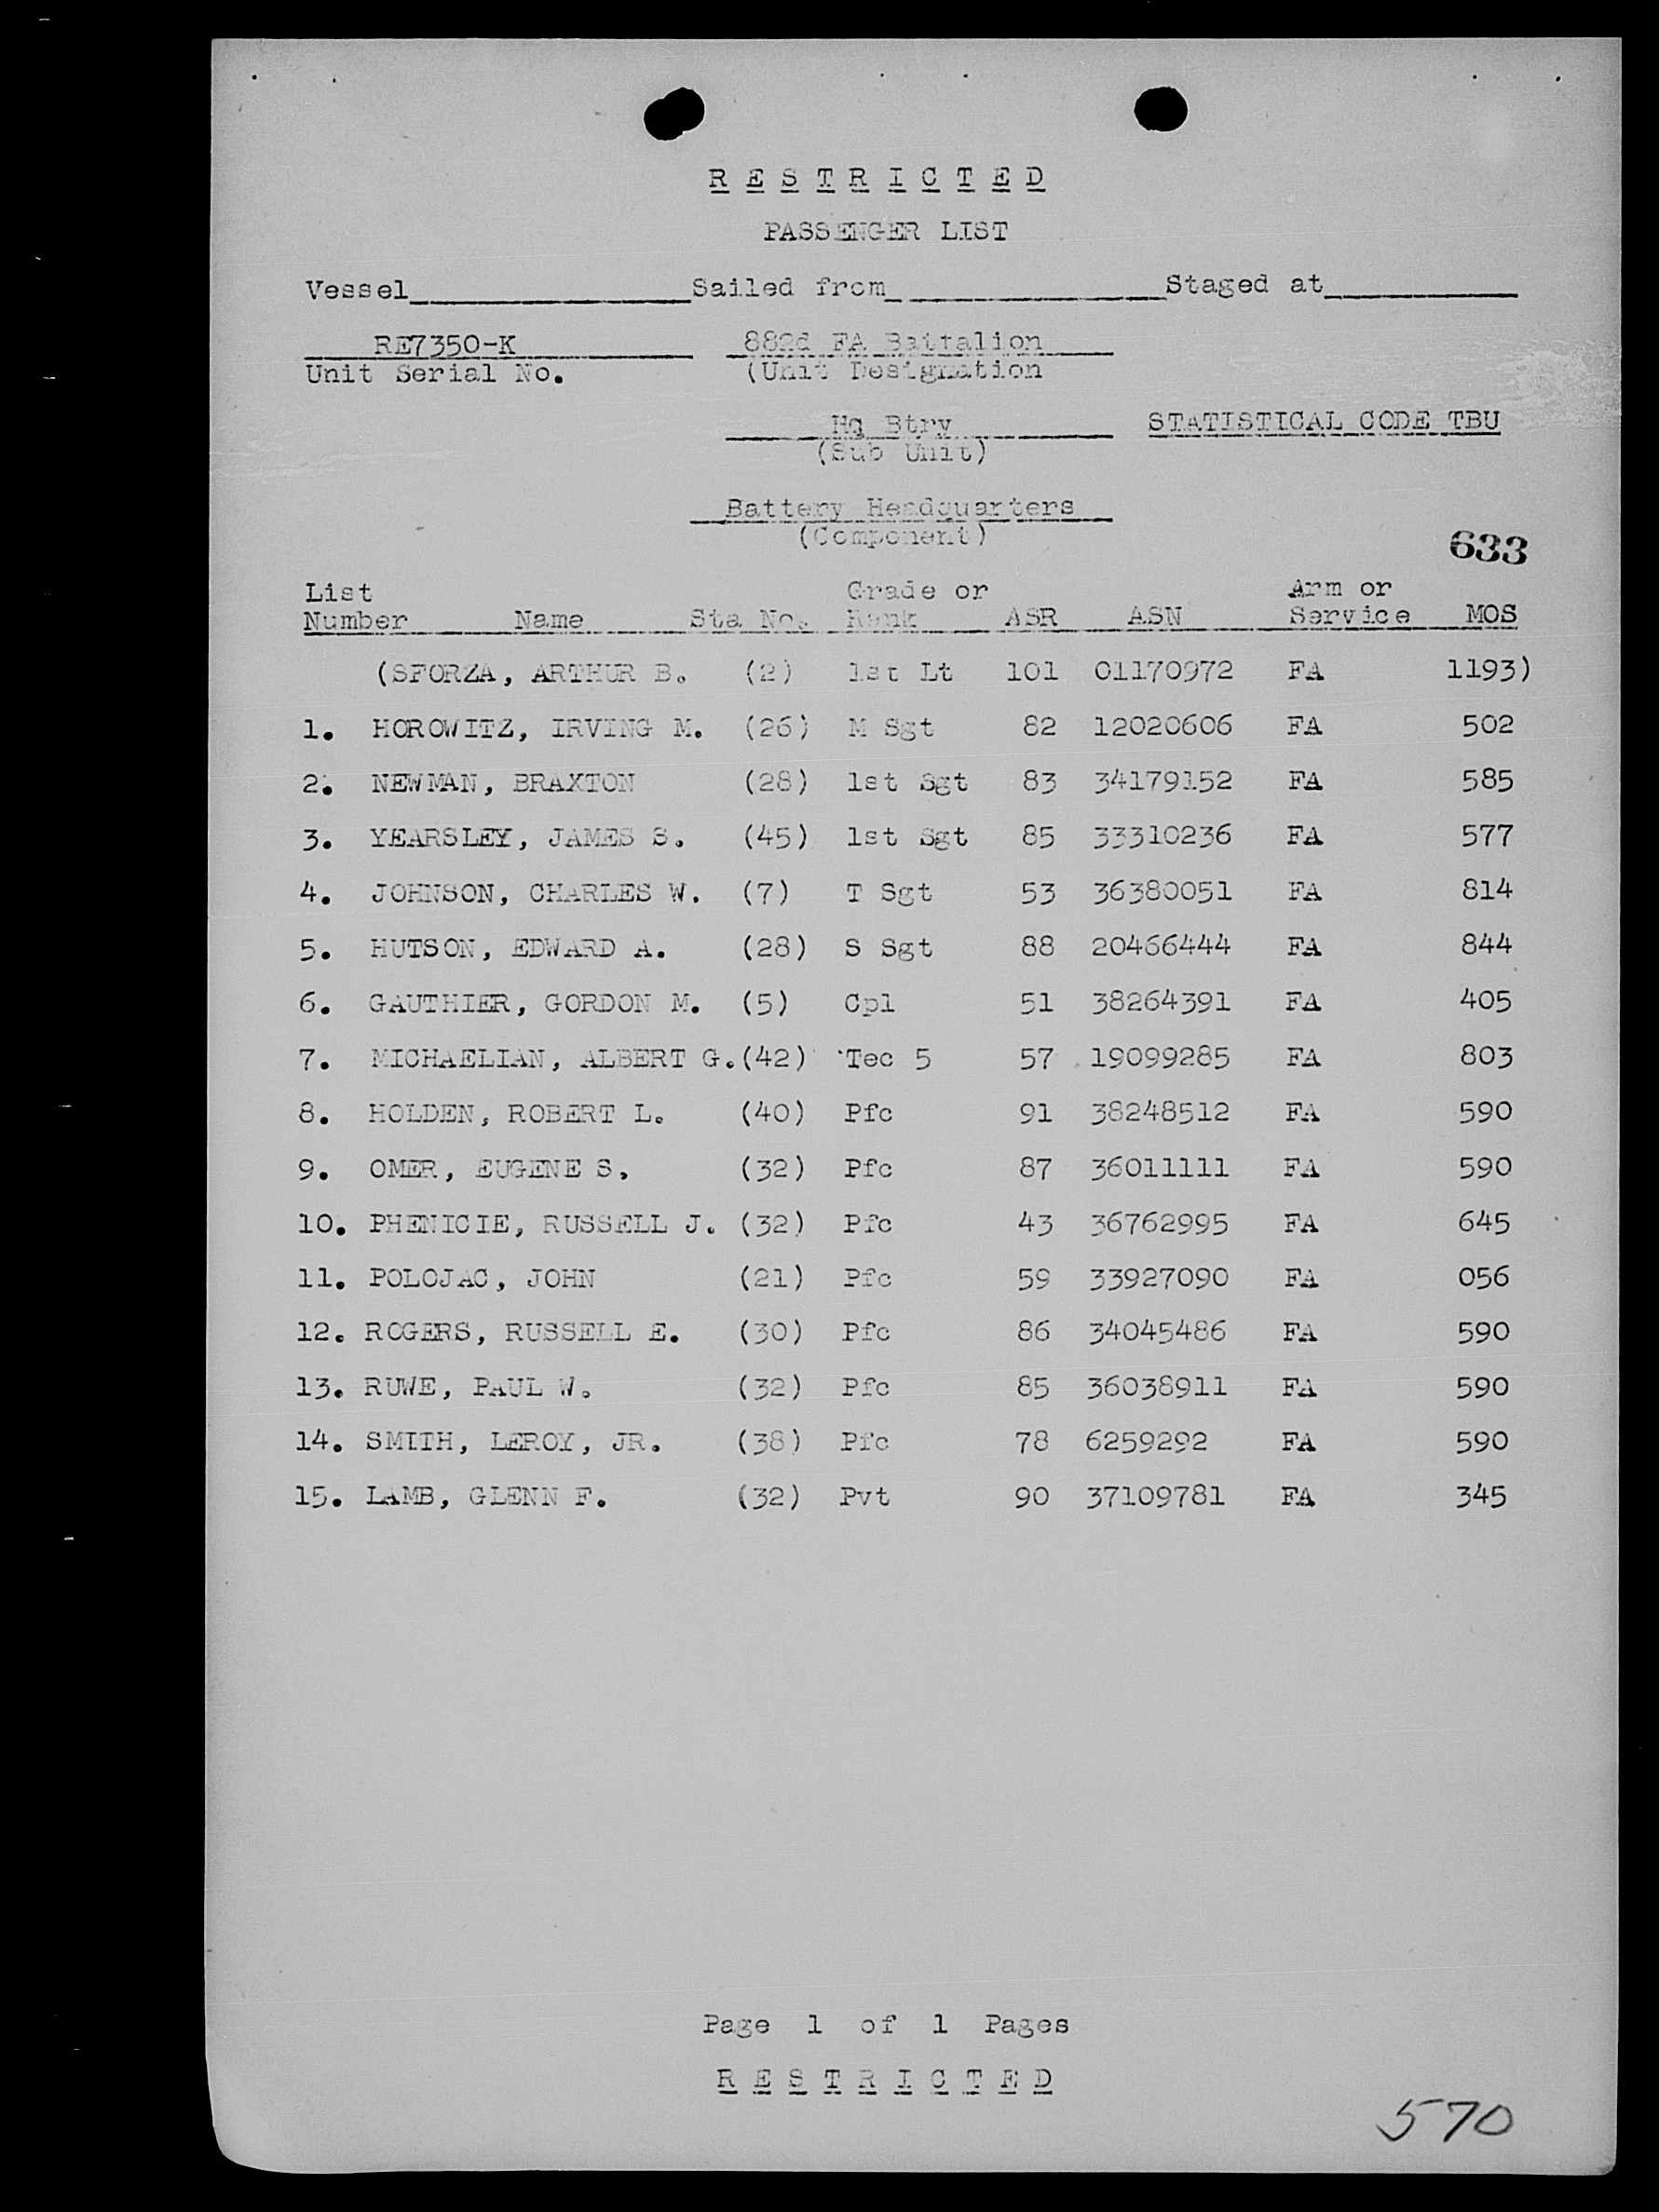 R E S T R I C T E D
PASSENGER LIST
Vessel________________Sailed from________________Staged at___________
RE7350-K 882d FA Battalion
Unit Serial No. (Unit Designation
Hq Btry STATISTICAL CODE TBU
(Sub Unit)
Battery Headquarters
(Component)
633
List Grade or Arm or
Number Name Sta No. Rank ASR ASN Service MOS
(SFORZA, ARTHUR B. (2) 1st Lt 101 01170972 FA 1193)
1. HOROWITZ, IRVING M. (26) M Sgt 82 12020606 FA 502
2. NEWMAN, BRAXTON (28) 1st Sgt 83 34179152 FA 585
3. YEARSLEY, JAMES S. (45) 1st Sgt 85 33310236 FA 577
4. JOHNSON, CHARLES W. (7) T Sgt 53 36380051 FA 814
5. HUTSON, EDWARD A. (28) S Sgt 88 20466444 FA 844
6. GAUTHIER, GORDON M. (5) Cpl 51 38264391 FA 405
7. MICHAELIAN, ALBERT G.(42) Tec 5 57 19099285 FA 803
8. HOLDEN, ROBERT L. (40) Pfc 91 38248512 FA 590
9. OMER, EUGENE S. (32) Pfc 87 36011111 FA 590
10. PHENICIE, RUSSELL J. (32) Pfc 43 36762995 FA 645
11. POLOJAC, JOHN (21) Pfc 59 33927090 FA 056
12. ROGERS, RUSSELL E. (30) Pfc 86 34045486 FA 590
13. RUWE, PAUL W. (32) Pfc 85 36038911 FA 590
14. SMITH, LEROY, JR. (38) Pfc 78 6259292 FA 590
15. LAMB, GLENN F. (32) Pvt 90 37109781 FA 345
Page 1 of 1 Pages
R E S T R I C T E D
570